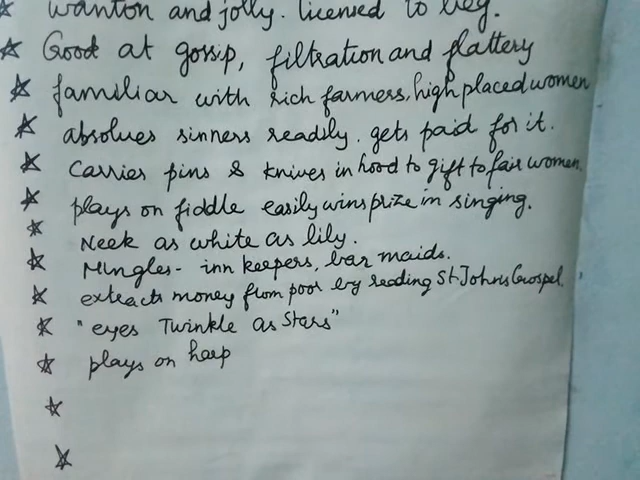 ☆ wanton and jolly. licensed to beg.
☆ Good at gossip, filtration and flattery
☆ familiar with rich farmers, high placed women
☆ absolves sinners readily. gets paid for it.
☆ Carries pins & knives in hood to gift to fair women.
☆ plays on fiddle easily wins prize in singing.
☆ Neek as white as lily.
☆ Mingles - inn keepers, bar maids.
☆ extracts money from poor by reading St. Johns Gospel.
☆ "eyes Twinkle as Stars"
☆ plays on harp
☆
☆